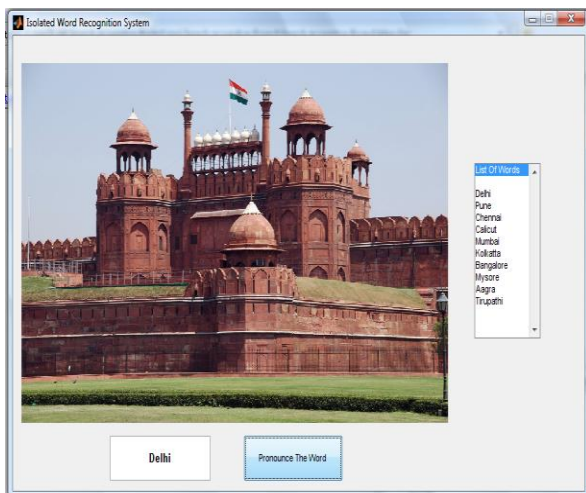 Isolated Word Recognition System
List Of Words
Delhi
Pune
Chennai
Calicut
Mumbai
Kolkatta
Bangalore
Mysore
Aagra
Tirupathi
Delhi
Pronounce The Word